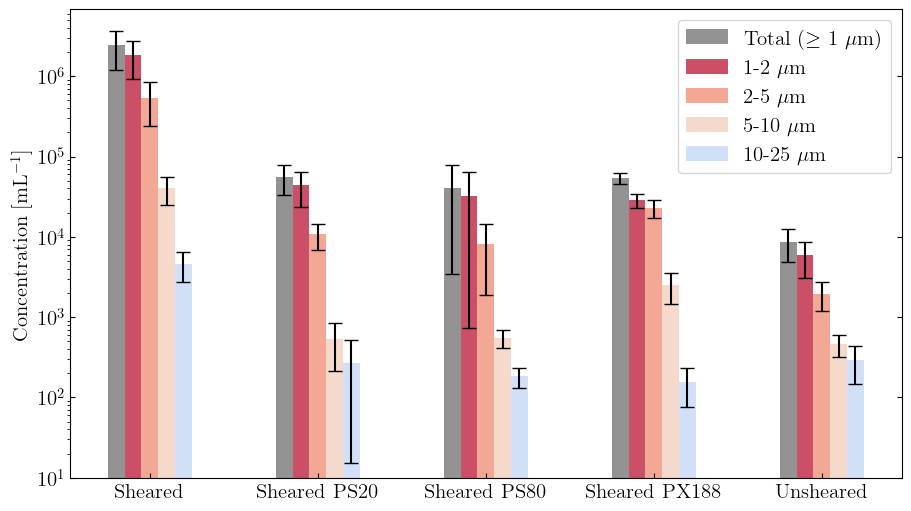 Concentration [mL⁻¹]
10⁶
10⁵
10⁴
10³
10²
10¹
Total (≥ 1 μm)
1-2 μm
2-5 μm
5-10 μm
10-25 μm
Sheared
Sheared PS20
Sheared PS80
Sheared PX188
Unsheared